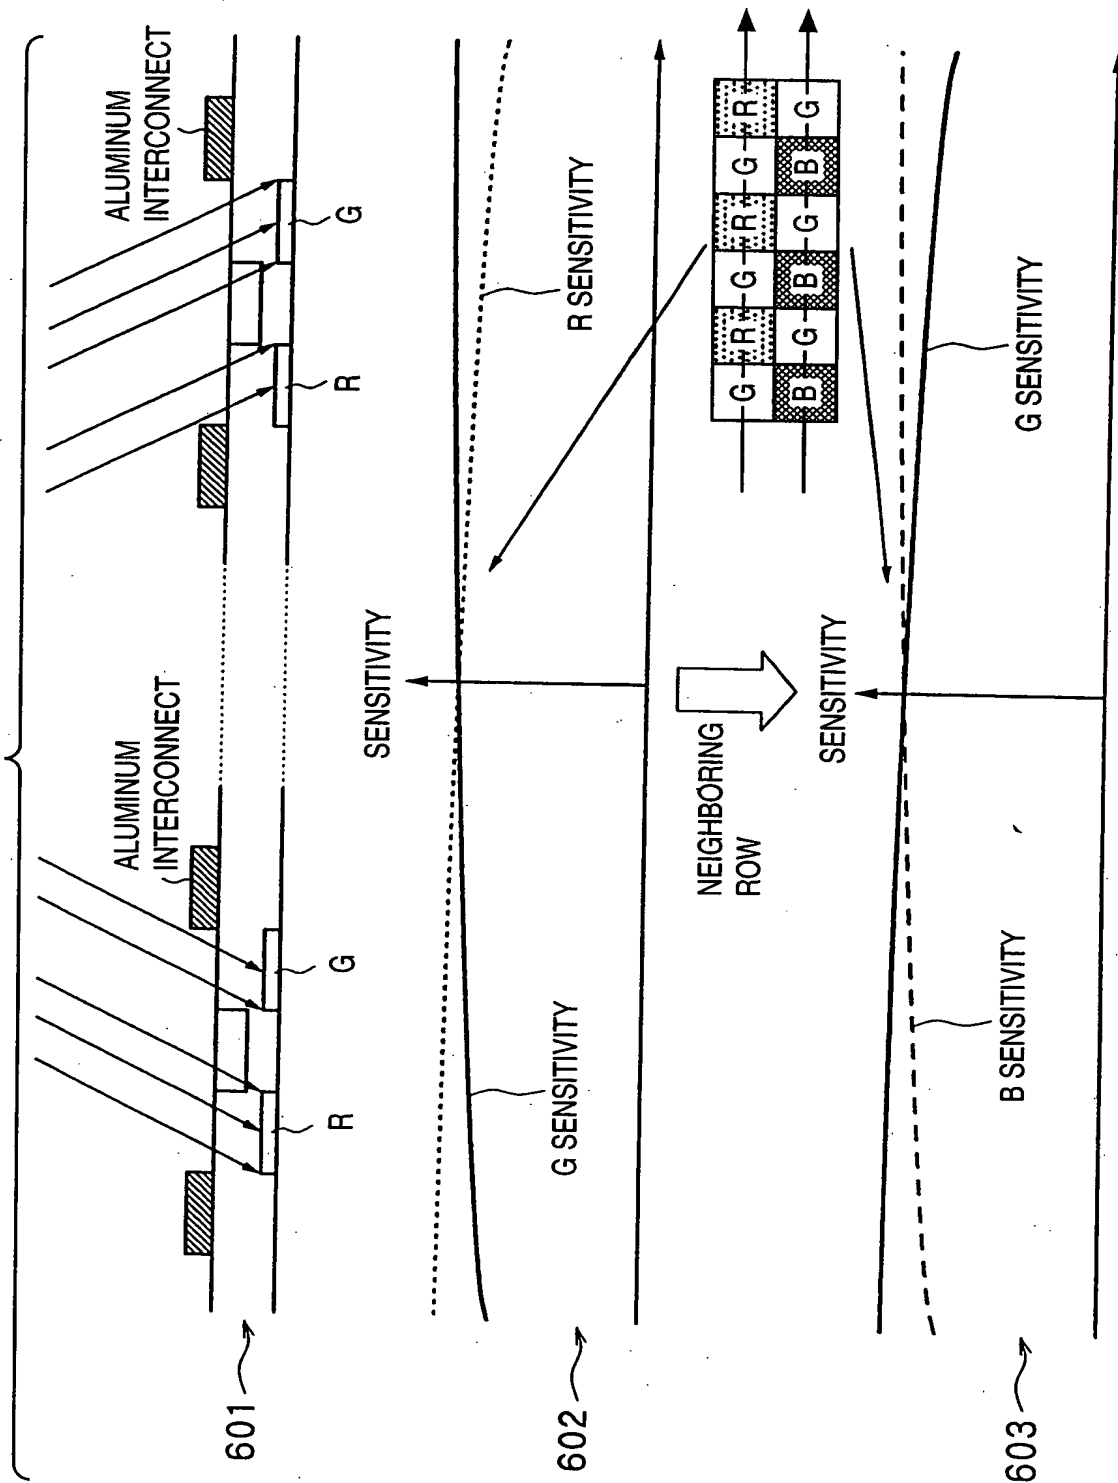 ALUMINUM
INTERCONNECT
ALUMINUM
INTERCONNECT
R
G
R
G
601
SENSITIVITY
G SENSITIVITY
R SENSITIVITY
602
NEIGHBORING
ROW
G R G R G R
B G B G B G
SENSITIVITY
B SENSITIVITY
G SENSITIVITY
603